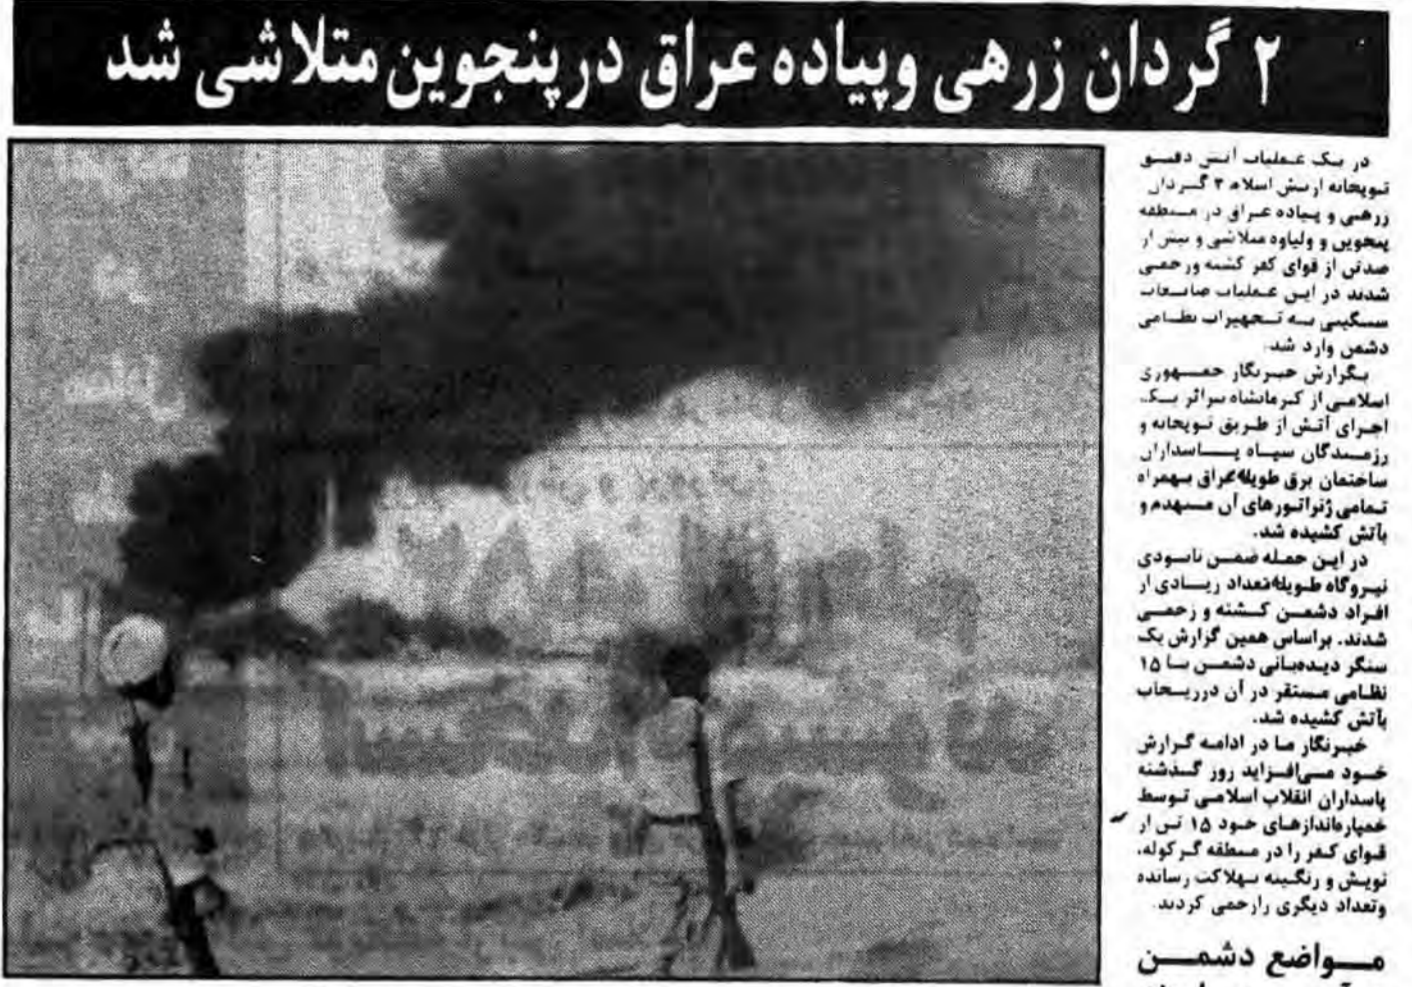 ۲ گردان زرهی وپیاده عراق درپنجوین متلاشی شد
در یک عملیات آتش دقیق
توپخانه ارتش اسلام ۲ گردان
زرهی و پیاده عراق در منطقه
پنجوین و ولیاوه متلاشی و بیش از
صدتن از قوای کفر کشته وزخمی
شدند در این عملیات ضایعات
سنگینی به تجهیزات نظامی
دشمن وارد شد.
بگزارش خبرنگار جمهوری
اسلامی از کرمانشاه براثر یک
اجرای آتش از طریق توپخانه و
رزمندگان سپاه پاسداران
ساختمان برق طویله عراق بهمراه
تمامی ژنراتورهای آن منهدم و
بآتش کشیده شد.
در این حمله ضمن نابودی
نیروگاه طویله تعداد زیادی از
افراد دشمن کشته و زخمی
شدند. براساس همین گزارش یک
سنگر دیده‌بانی دشمن با ۱۵
نظامی مستقر در آن درریخاب
بآتش کشیده شد.
خبرنگار ما در ادامه گزارش
خود می‌افزاید روز گذشته
پاسداران انقلاب اسلامی توسط
خمپاره‌اندازهای خود ۱۵ تن از
قوای کفر را در منطقه گرکوله،
نویش و رنگینه بهلاکت رسانده
وتعداد دیگری رازخمی کردند.
مواضع دشمن